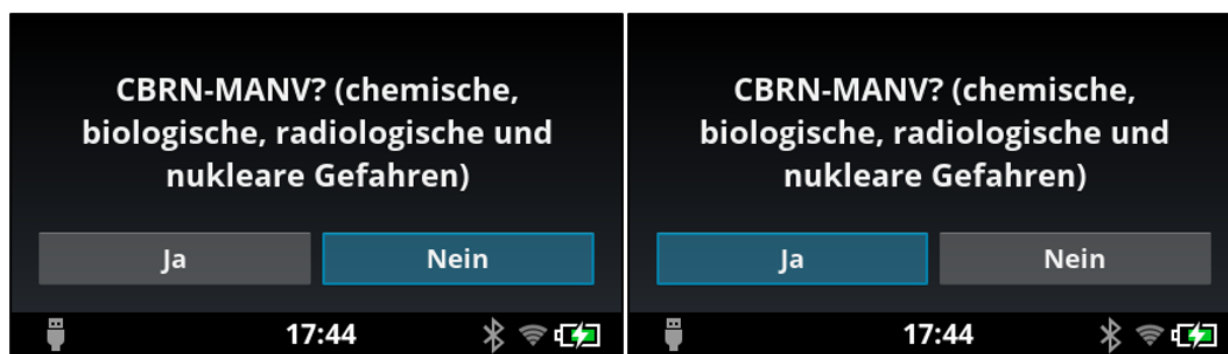 CBRN-MANV? (chemische,
biologische, radiologische und
nukleare Gefahren)
Ja Nein
17:44
CBRN-MANV? (chemische,
biologische, radiologische und
nukleare Gefahren)
Ja Nein
17:44